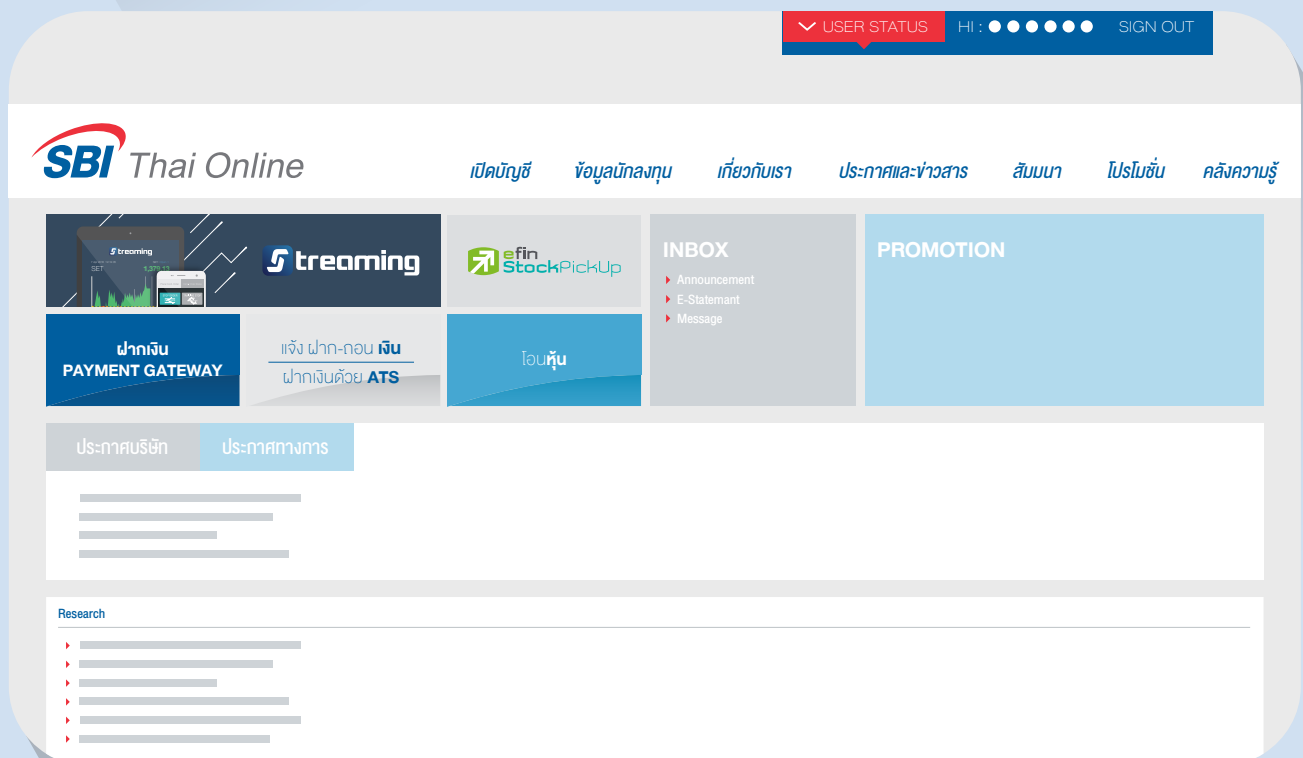 USER STATUS HI : SIGN OUT
SBI Thai Online
เปิดบัญชี ข้อมูลนักลงทุน เกี่ยวกับเรา ประกาศและข่าวสาร สัมมนา โปรโมชั่น คลังความรู้
Streaming
SET 1,379.13
Streaming
efin
StockPickUp
INBOX
Announcement
E-Statemant
Message
PROMOTION
ฝากเงิน
PAYMENT GATEWAY
แจ้ง ฝาก-ถอน เงิน
ฝากเงินด้วย ATS
โอนหุ้น
ประกาศบริษัท ประกาศทางการ
Research